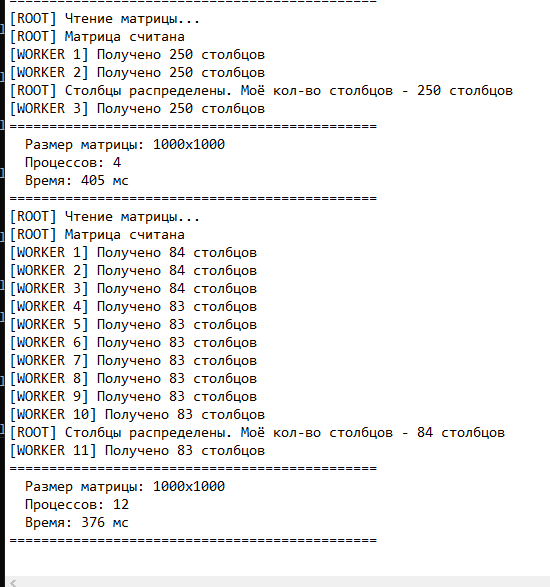 ===============================================
[ROOT] Чтение матрицы...
[ROOT] Матрица считана
[WORKER 1] Получено 250 столбцов
[WORKER 2] Получено 250 столбцов
[ROOT] Столбцы распределены. Моё кол-во столбцов - 250 столбцов
[WORKER 3] Получено 250 столбцов
===============================================
  Размер матрицы: 1000x1000
  Процессов: 4
  Время: 405 мс
===============================================
[ROOT] Чтение матрицы...
[ROOT] Матрица считана
[WORKER 1] Получено 84 столбцов
[WORKER 2] Получено 84 столбцов
[WORKER 3] Получено 84 столбцов
[WORKER 4] Получено 83 столбцов
[WORKER 5] Получено 83 столбцов
[WORKER 6] Получено 83 столбцов
[WORKER 7] Получено 83 столбцов
[WORKER 8] Получено 83 столбцов
[WORKER 9] Получено 83 столбцов
[WORKER 10] Получено 83 столбцов
[ROOT] Столбцы распределены. Моё кол-во столбцов - 84 столбцов
[WORKER 11] Получено 83 столбцов
===============================================
  Размер матрицы: 1000x1000
  Процессов: 12
  Время: 376 мс
===============================================